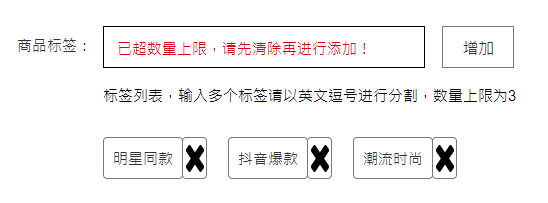 商品标签：
已超数量上限，请先清除再进行添加！
增加
标签列表，输入多个标签请以英文逗号进行分割，数量上限为3
明星同款
抖音爆款
潮流时尚